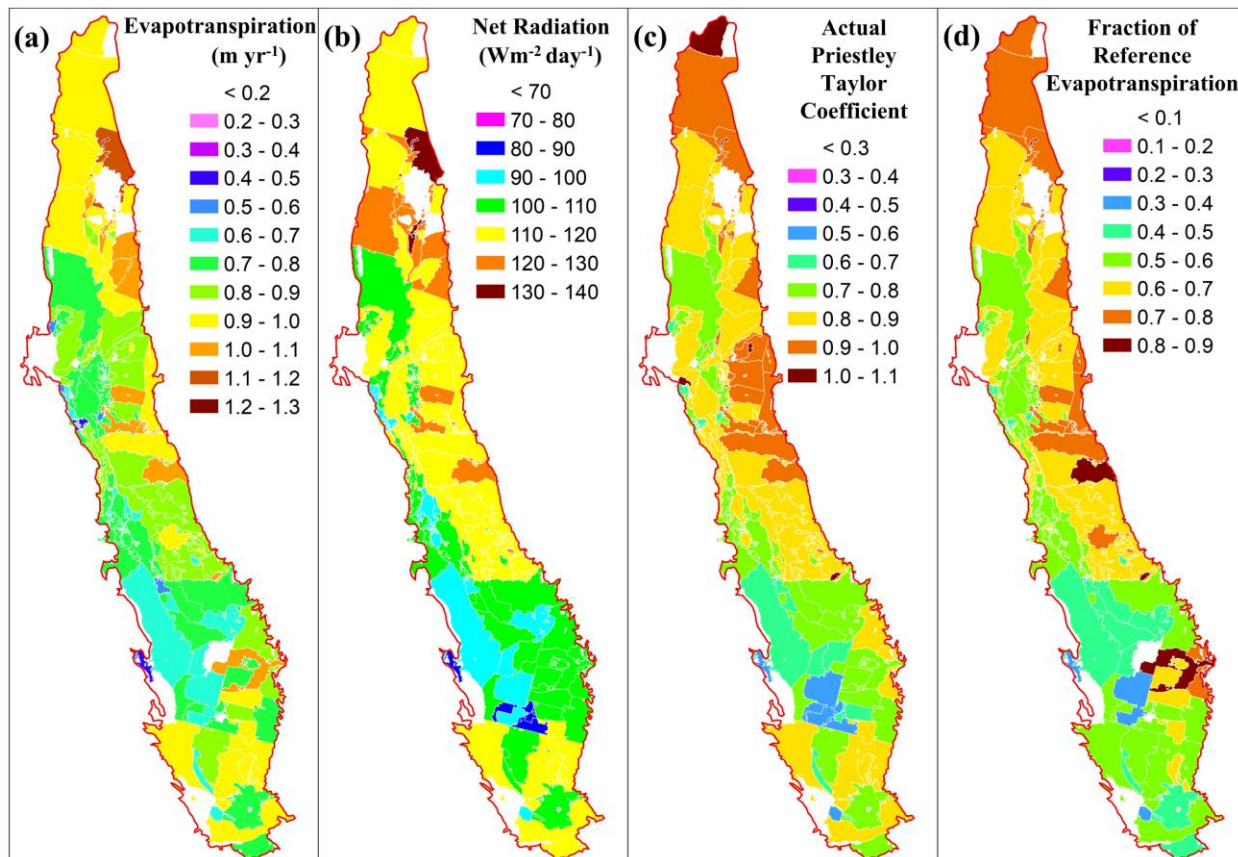 (a) Evapotranspiration
(m yr⁻¹)
< 0.2
0.2 - 0.3
0.3 - 0.4
0.4 - 0.5
0.5 - 0.6
0.6 - 0.7
0.7 - 0.8
0.8 - 0.9
0.9 - 1.0
1.0 - 1.1
1.1 - 1.2
1.2 - 1.3
(b) Net Radiation
(Wm⁻² day⁻¹)
< 70
70 - 80
80 - 90
90 - 100
100 - 110
110 - 120
120 - 130
130 - 140
(c) Actual
Priestley
Taylor
Coefficient
< 0.3
0.3 - 0.4
0.4 - 0.5
0.5 - 0.6
0.6 - 0.7
0.7 - 0.8
0.8 - 0.9
0.9 - 1.0
1.0 - 1.1
(d) Fraction of
Reference
Evapotranspiration
< 0.1
0.1 - 0.2
0.2 - 0.3
0.3 - 0.4
0.4 - 0.5
0.5 - 0.6
0.6 - 0.7
0.7 - 0.8
0.8 - 0.9